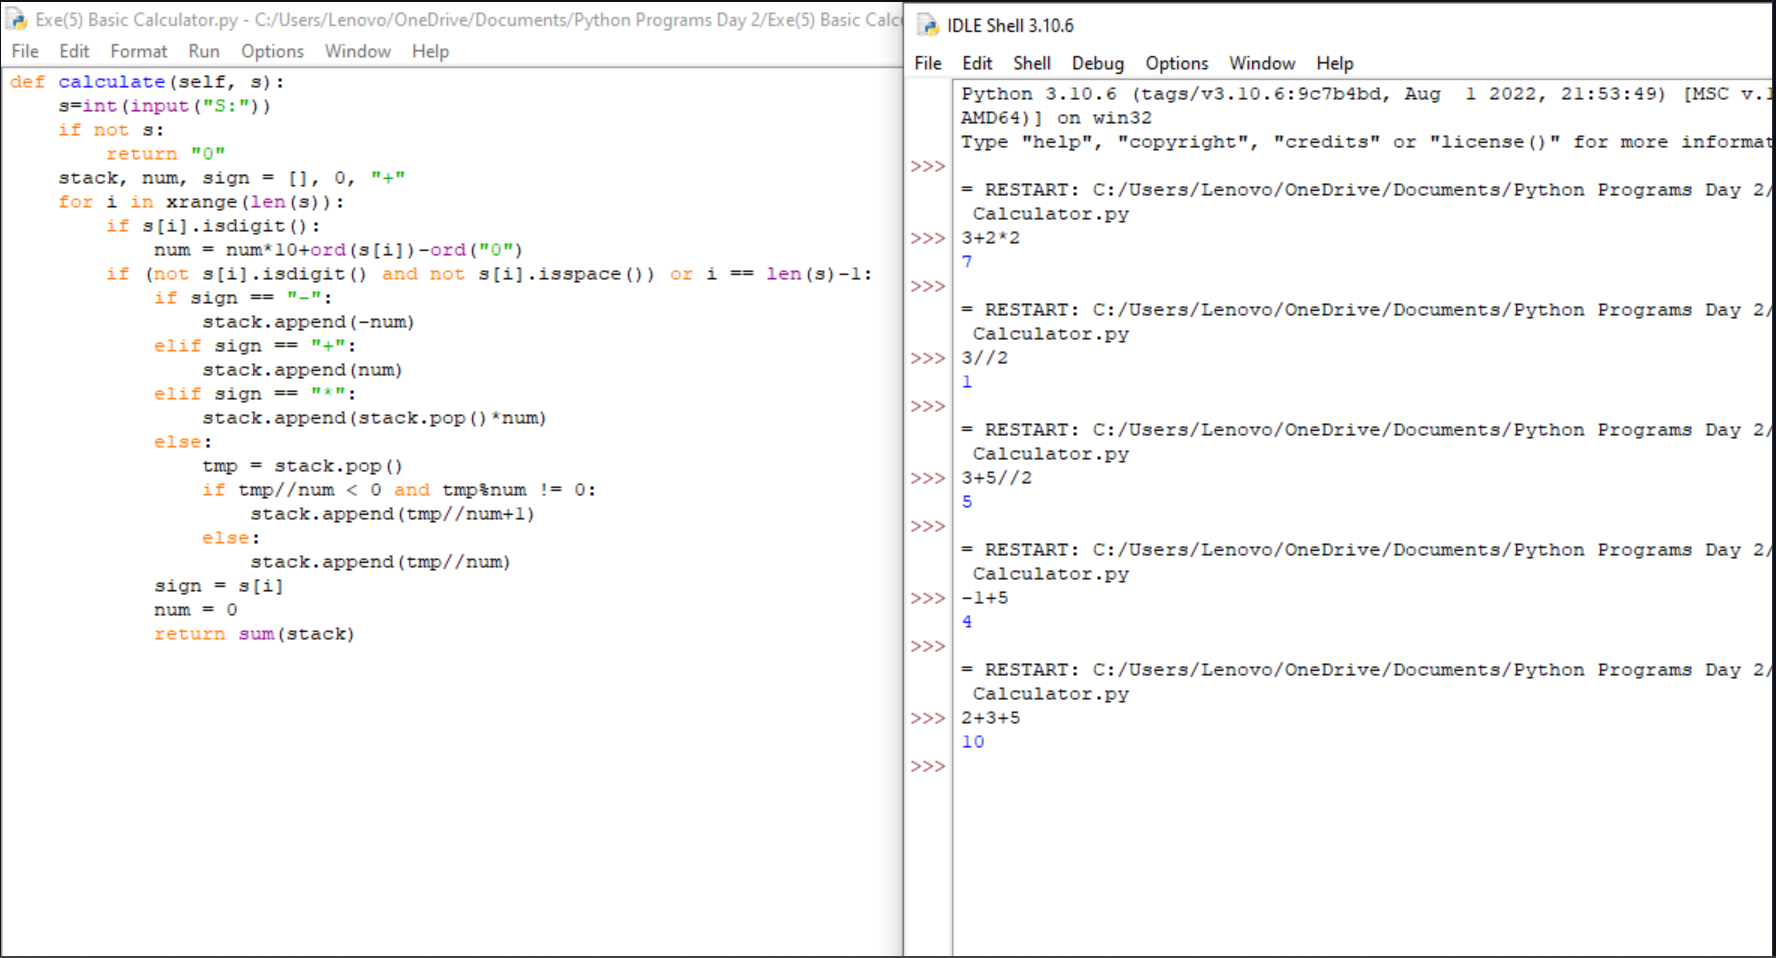 Exe(5) Basic Calculator.py - C:/Users/Lenovo/OneDrive/Documents/Python Programs Day 2/Exe(5) Basic
File Edit Format Run Options Window Help
def calculate(self, s):
    s=int(input("S:"))
    if not s:
        return "0"
    stack, num, sign = [], 0, "+"
    for i in xrange(len(s)):
        if s[i].isdigit():
            num = num*10+ord(s[i])-ord("0")
        if (not s[i].isdigit() and not s[i].isspace()) or i == len(s)-1:
            if sign == "-":
                stack.append(-num)
            elif sign == "+":
                stack.append(num)
            elif sign == "*":
                stack.append(stack.pop()*num)
            else:
                tmp = stack.pop()
                if tmp//num < 0 and tmp%num != 0:
                    stack.append(tmp//num+1)
                else:
                    stack.append(tmp//num)
            sign = s[i]
            num = 0
            return sum(stack)
IDLE Shell 3.10.6
File Edit Shell Debug Options Window Help
Python 3.10.6 (tags/v3.10.6:9c7b4bd, Aug  1 2022, 21:53:49) [MSC v.1
AMD64)] on win32
Type "help", "copyright", "credits" or "license()" for more informat
>>>
= RESTART: C:/Users/Lenovo/OneDrive/Documents/Python Programs Day 2/
 Calculator.py
>>> 3+2*2
7
>>>
= RESTART: C:/Users/Lenovo/OneDrive/Documents/Python Programs Day 2/
 Calculator.py
>>> 3//2
1
>>>
= RESTART: C:/Users/Lenovo/OneDrive/Documents/Python Programs Day 2/
 Calculator.py
>>> 3+5//2
5
>>>
= RESTART: C:/Users/Lenovo/OneDrive/Documents/Python Programs Day 2/
 Calculator.py
>>> -1+5
4
>>>
= RESTART: C:/Users/Lenovo/OneDrive/Documents/Python Programs Day 2/
 Calculator.py
>>> 2+3+5
10
>>>